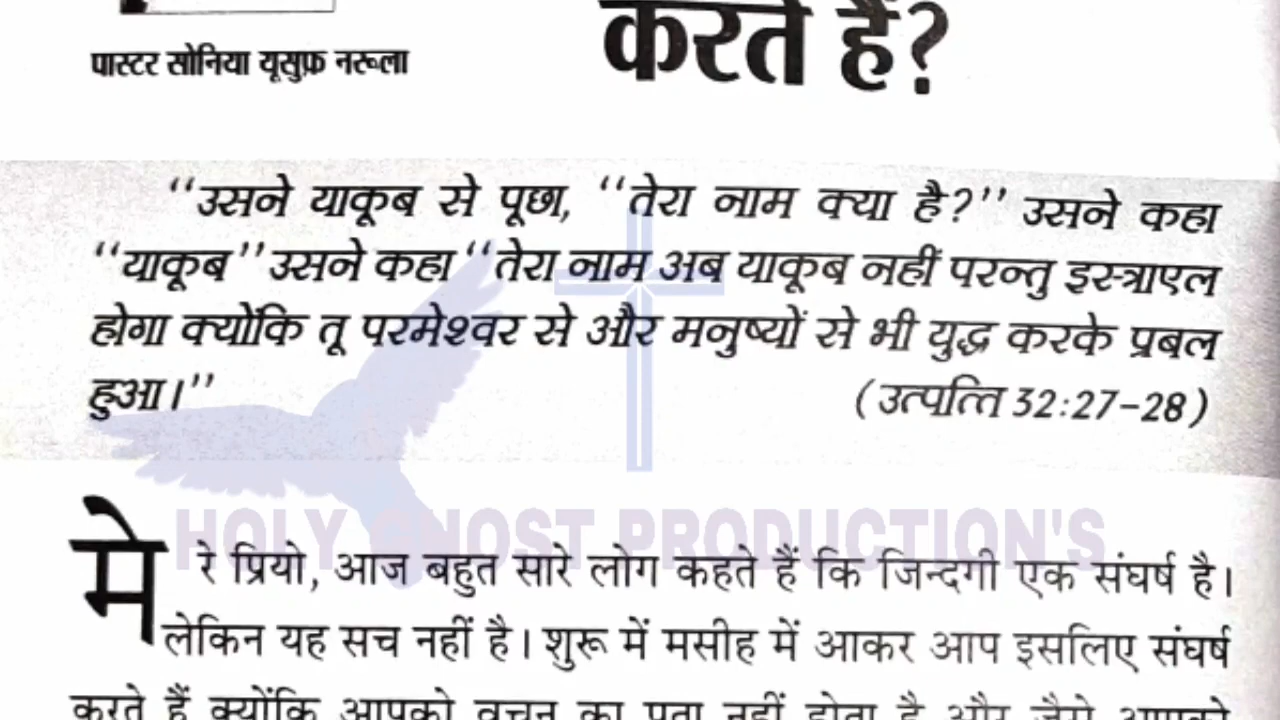 करते हैं?
पास्टर सोनिया यूसुफ़ नरूला
‘‘उसने याकूब से पूछा, ‘‘तेरा नाम क्या है?’’ उसने कहा
‘‘याकूब’’ उसने कहा ‘‘तेरा नाम अब याकूब नहीं परन्तु इस्त्राएल
होगा क्योंकि तू परमेश्वर से और मनुष्यों से भी युद्ध करके प्रबल
हुआ।’’ (उत्पत्ति 32:27-28)
HOLY GHOST PRODUCTION'S
मेरे प्रियो, आज बहुत सारे लोग कहते हैं कि जिन्दगी एक संघर्ष है।
लेकिन यह सच नहीं है। शुरू में मसीह में आकर आप इसलिए संघर्ष
करते हैं क्योंकि आपको वचन का पता नहीं होता है और जैसे आपको